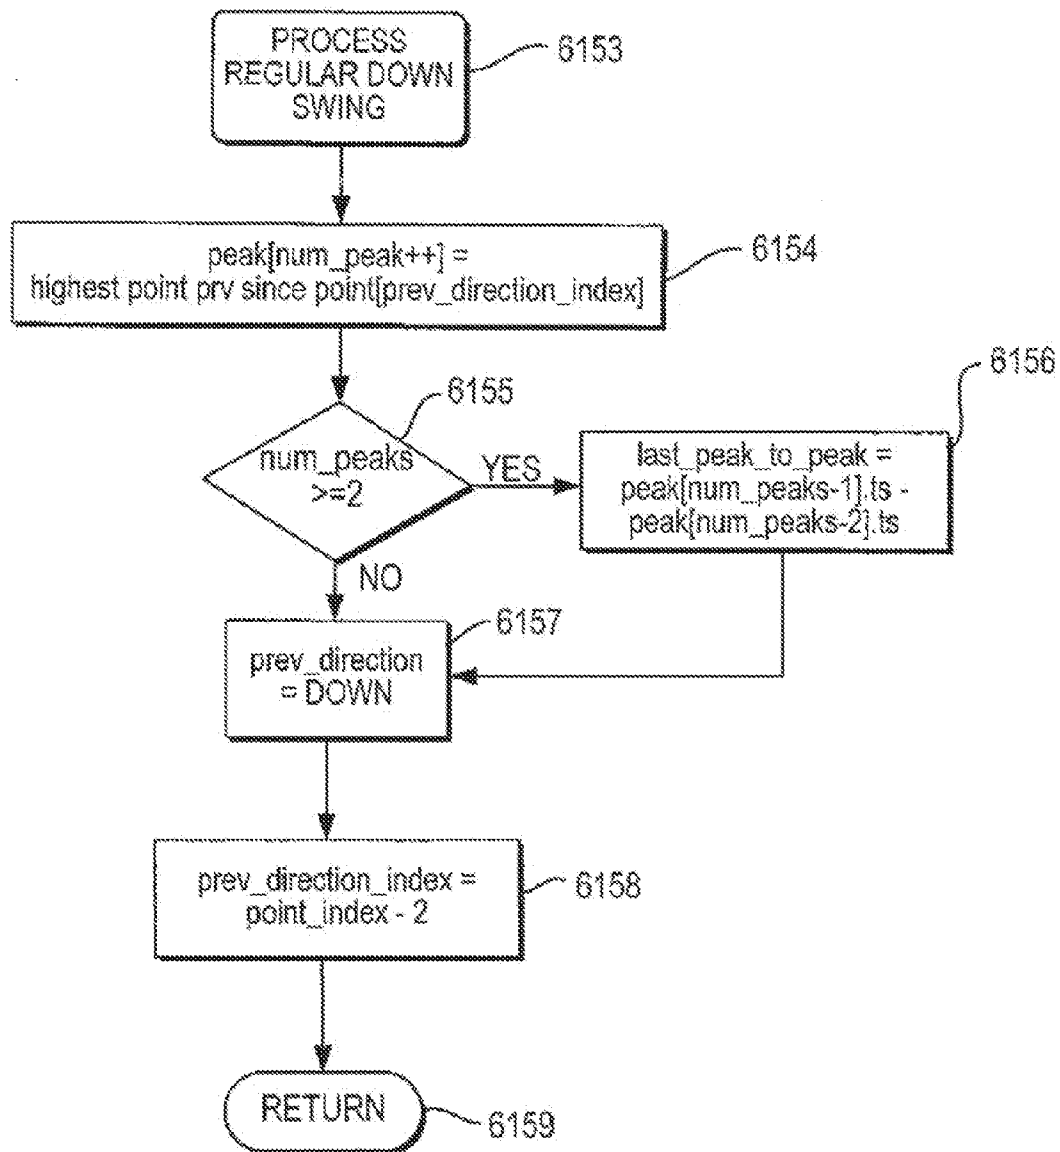 PROCESS
REGULAR DOWN
SWING
6153
peak[num_peak++] =
highest point prv since point[prev_direction_index]
6154
num_peaks
>=2
6155
YES
last_peak_to_peak =
peak[num_peaks-1].ts -
peak[num_peaks-2].ts
6156
NO
prev_direction
= DOWN
6157
prev_direction_index =
point_index - 2
6158
RETURN
6159